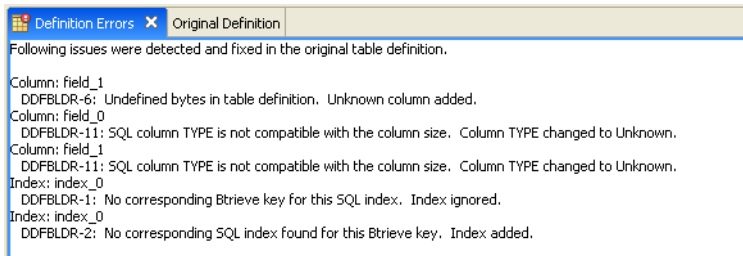 Definition Errors Original Definition
Following issues were detected and fixed in the original table definition.
Column: field_1
DDFBLDR-6: Undefined bytes in table definition. Unknown column added.
Column: field_0
DDFBLDR-11: SQL column TYPE is not compatible with the column size. Column TYPE changed to Unknown.
Column: field_1
DDFBLDR-11: SQL column TYPE is not compatible with the column size. Column TYPE changed to Unknown.
Index: index_0
DDFBLDR-1: No corresponding Btrieve key for this SQL index. Index ignored.
Index: index_0
DDFBLDR-2: No corresponding SQL index found for this Btrieve key. Index added.